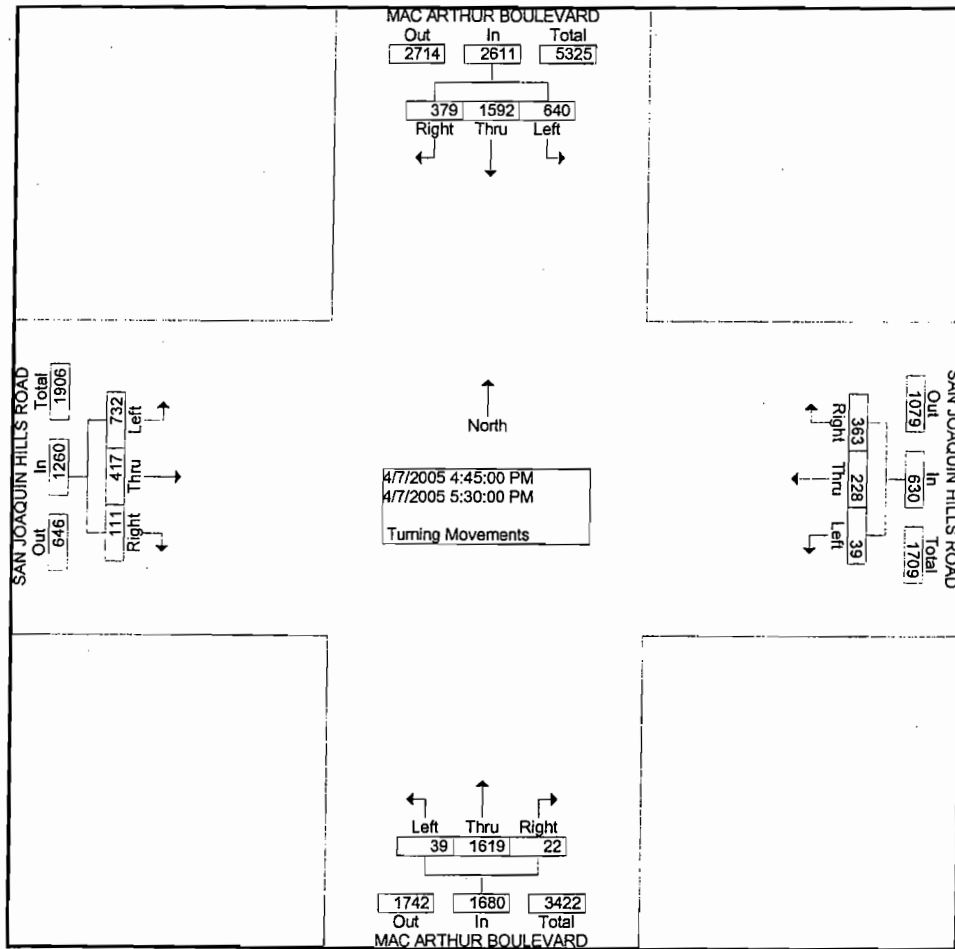 MAC ARTHUR BOULEVARD
Out In Total
2714 2611 5325
379 1592 640
Right Thru Left
SAN JOAQUIN HILLS ROAD
Total In Out
1906 1260 646
732 417 111
Left Thru Right
North
4/7/2005 4:45:00 PM
4/7/2005 5:30:00 PM
Turning Movements
Right Thru Left
363 228 39
Out In Total
1079 630 1709
SAN JOAQUIN HILLS ROAD
Left Thru Right
39 1619 22
1742 1680 3422
Out In Total
MAC ARTHUR BOULEVARD